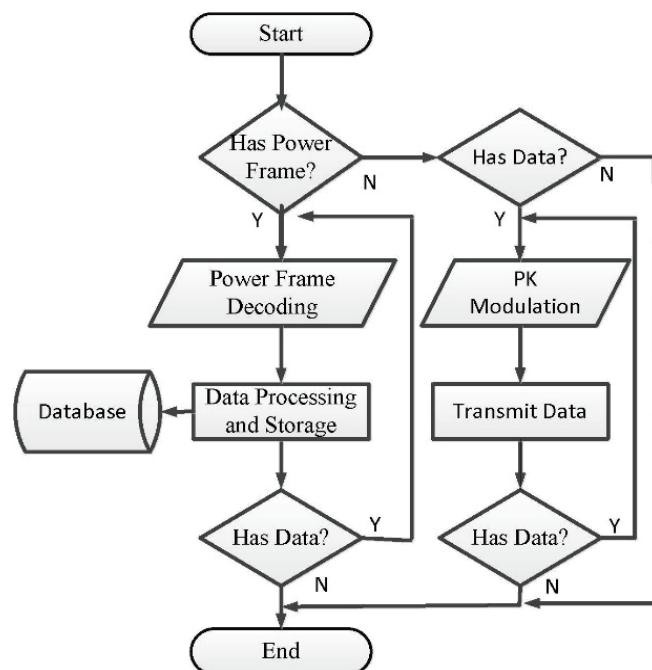 Start
Has Power
Frame?
N
Has Data?
N
Y
Y
Power Frame
Decoding
PK
Modulation
Database
Data Processing
and Storage
Transmit Data
Has Data?
Y
Has Data?
Y
N
N
End